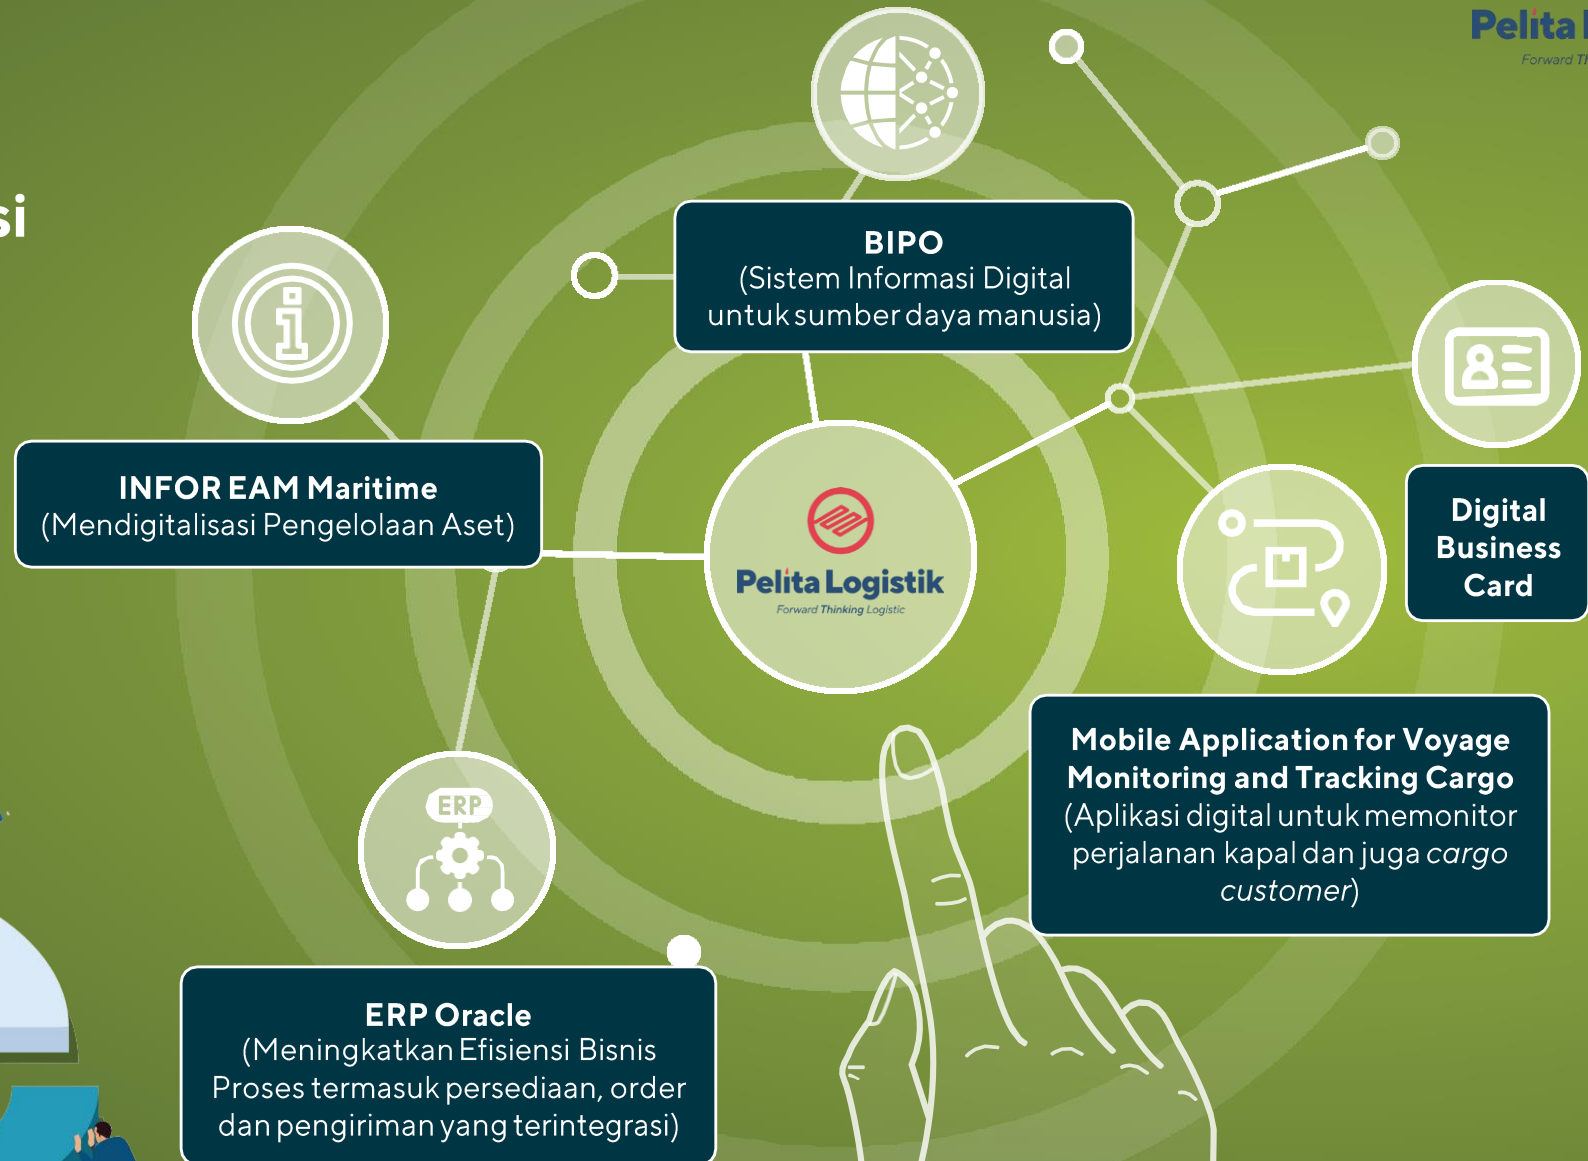 Pelita
Forward
si
BIPO
(Sistem Informasi Digital
untuk sumber daya manusia)
INFOR EAM Maritime
(Mendigitalisasi Pengelolaan Aset)
Pelita Logistik
Forward Thinking Logistic
Digital
Business
Card
Mobile Application for Voyage
Monitoring and Tracking Cargo
(Aplikasi digital untuk memonitor
perjalanan kapal dan juga cargo
customer)
ERP
ERP Oracle
(Meningkatkan Efisiensi Bisnis
Proses termasuk persediaan, order
dan pengiriman yang terintegrasi)